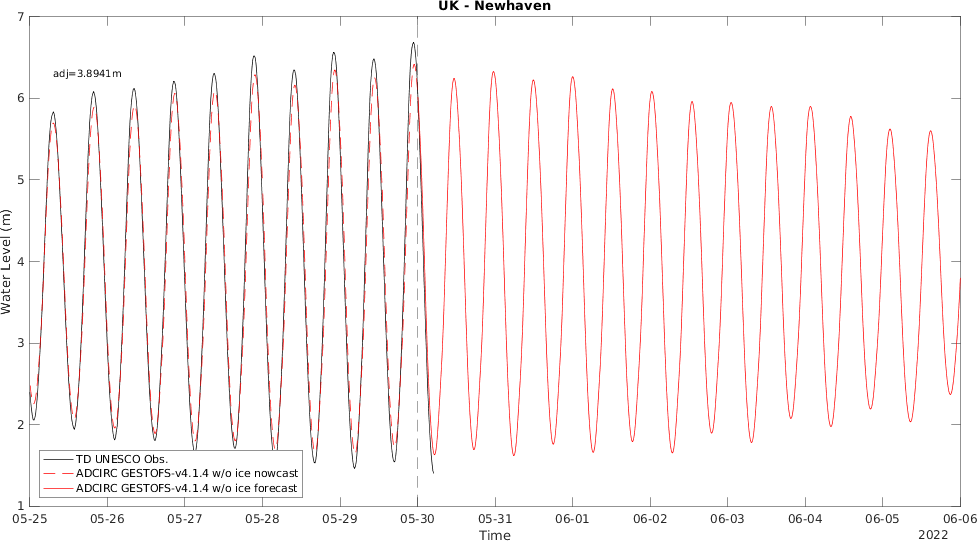 UK - Newhaven
7
adj=3.8941m
6
5
4
3
2
1
Water Level (m)
TD UNESCO Obs.
ADCIRC GESTOFS-v4.1.4 w/o ice nowcast
ADCIRC GESTOFS-v4.1.4 w/o ice forecast
05-25 05-26 05-27 05-28 05-29 05-30 05-31 06-01 06-02 06-03 06-04 06-05 06-06
Time
2022